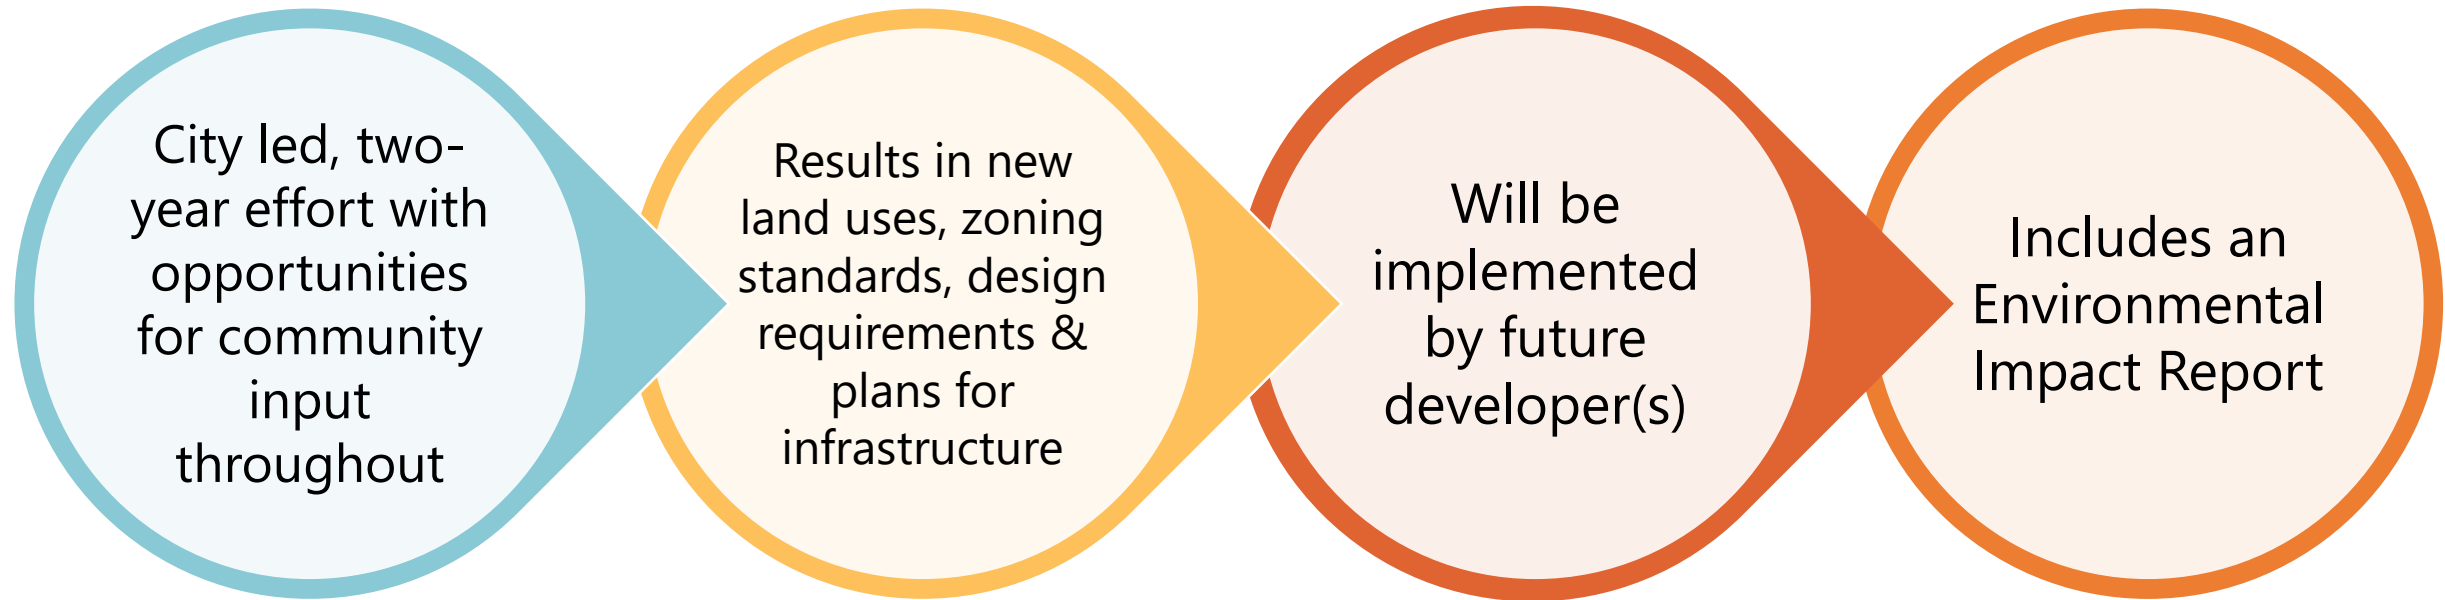 City led, two-
year effort with
opportunities
for community
input
throughout
Results in new
land uses, zoning
standards, design
requirements &
plans for
infrastructure
Will be
implemented
by future
developer(s)
Includes an
Environmental
Impact Report